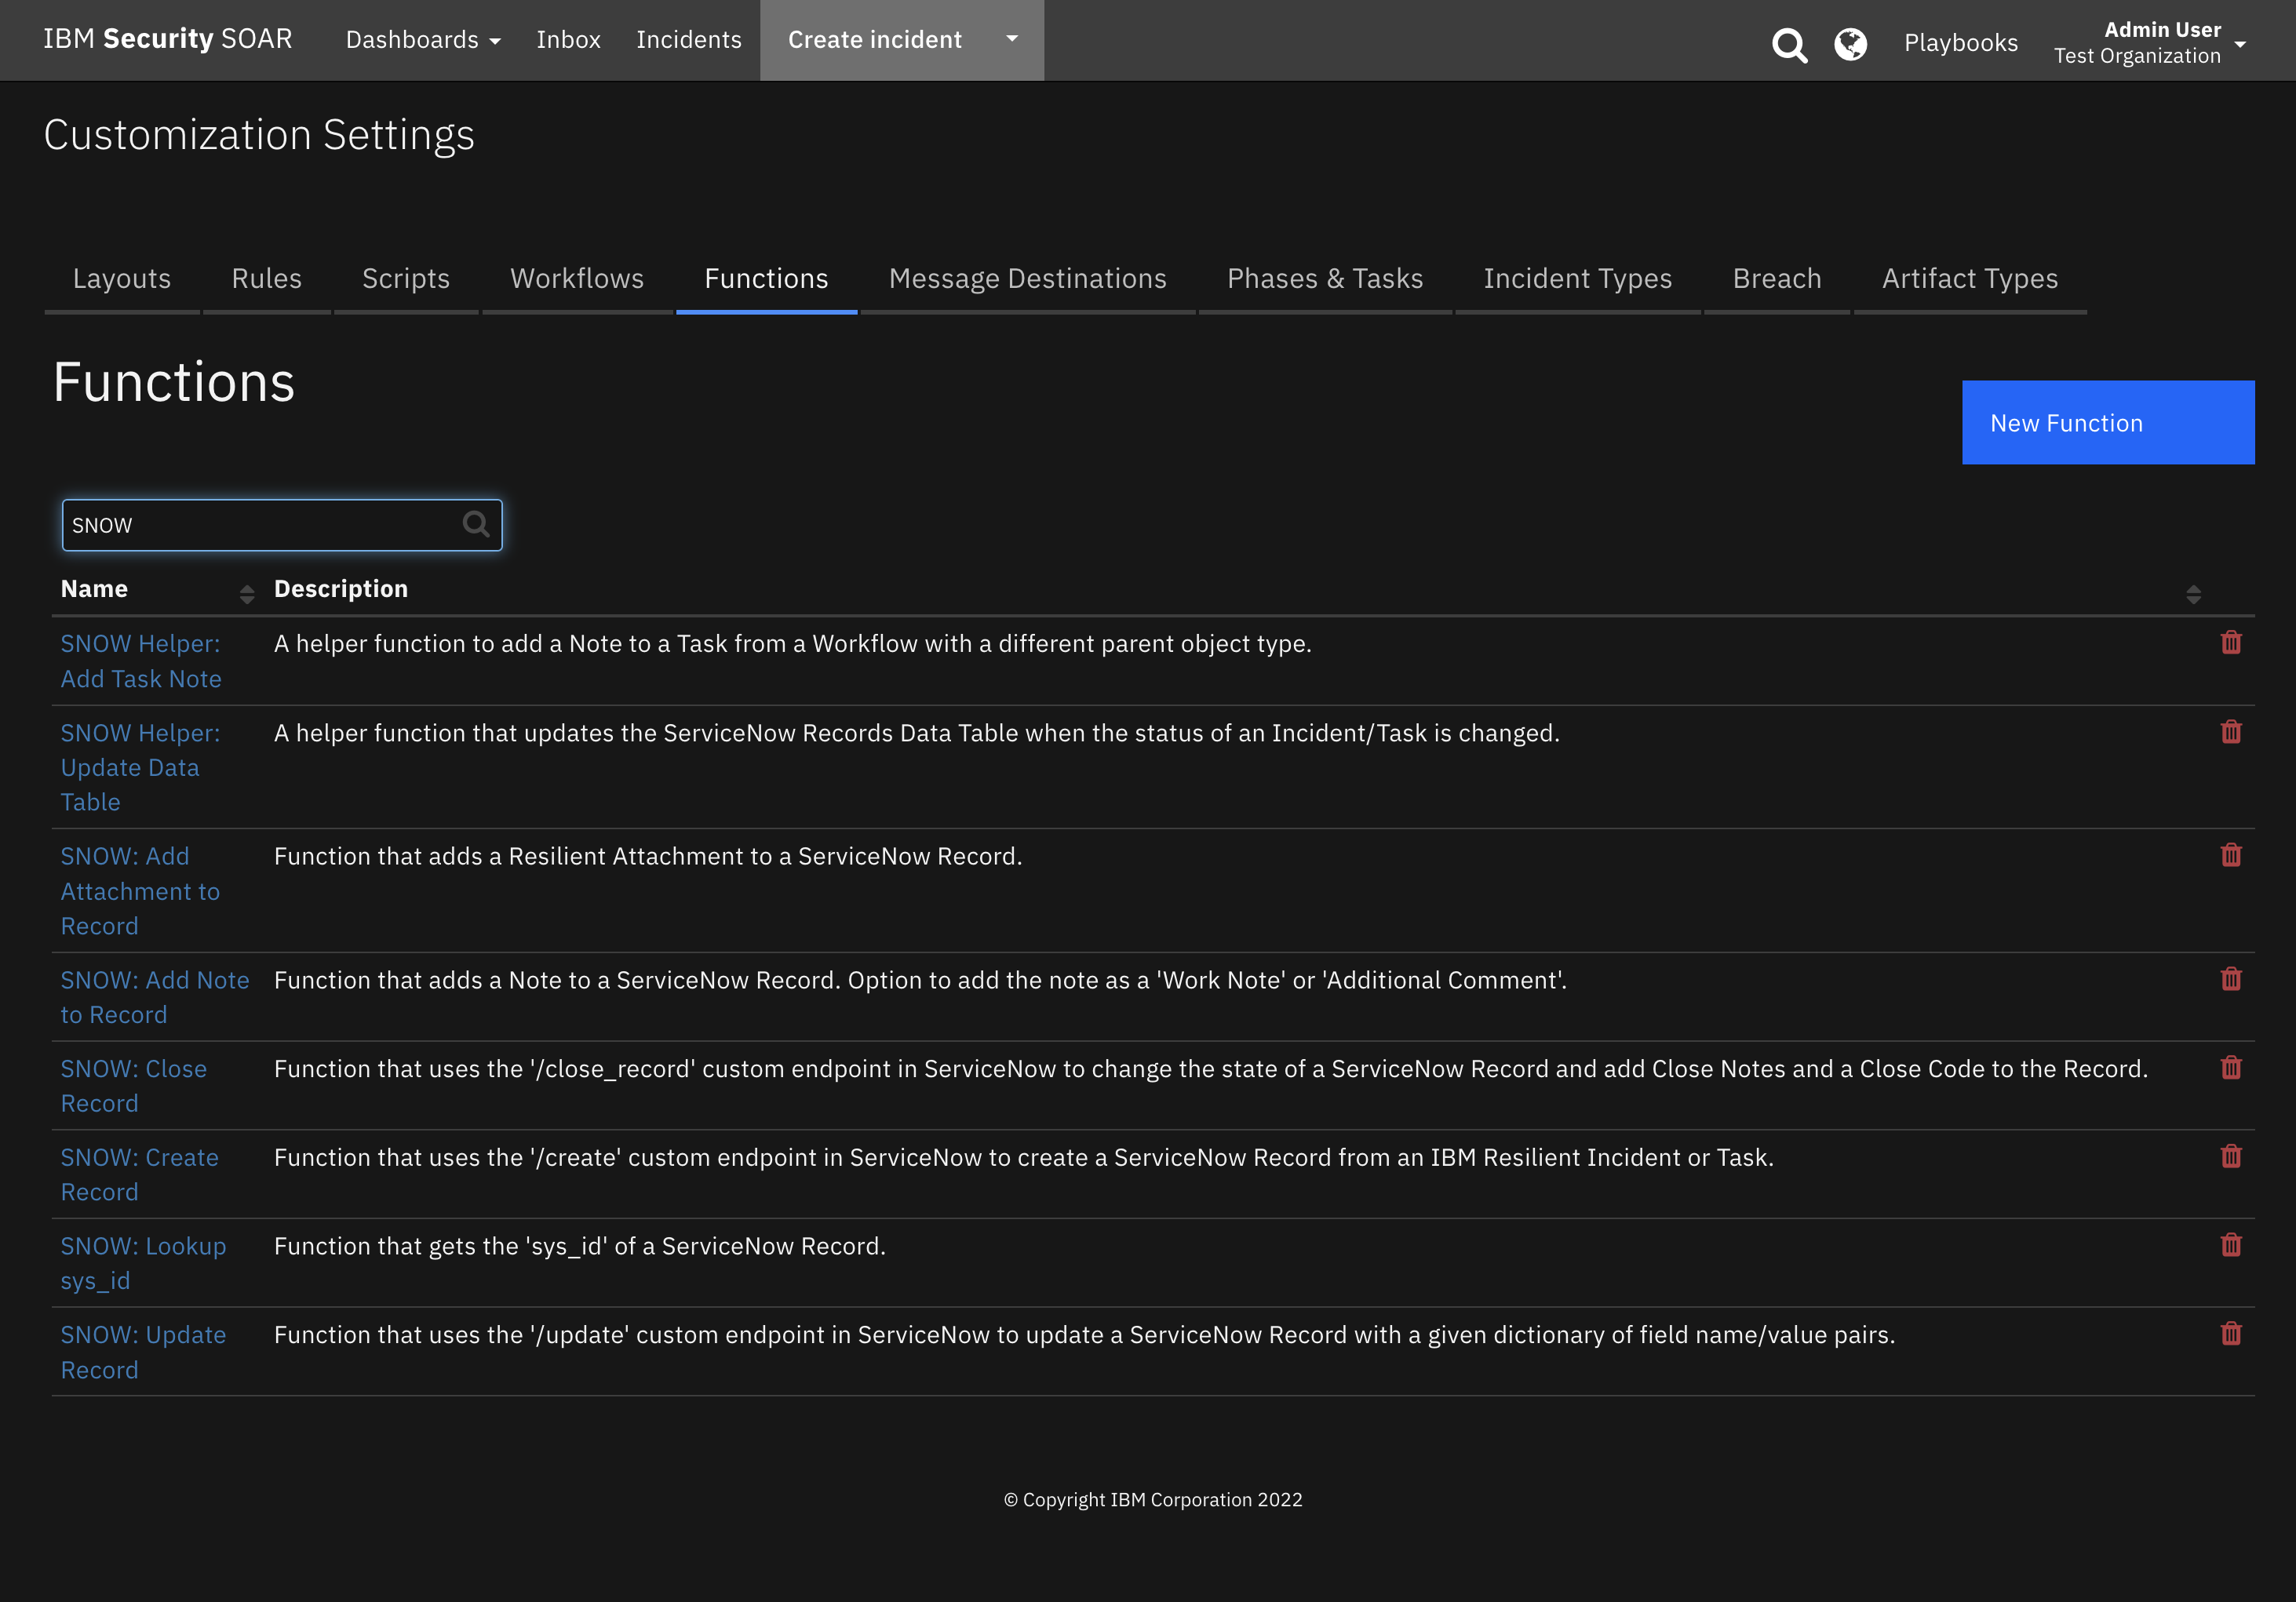 IBM Security SOAR Dashboards Inbox Incidents Create incident Playbooks Admin User
Test Organization
Customization Settings
Layouts Rules Scripts Workflows Functions Message Destinations Phases & Tasks Incident Types Breach Artifact Types
Functions
New Function
SNOW
Name Description
SNOW Helper: A helper function to add a Note to a Task from a Workflow with a different parent object type.
Add Task Note
SNOW Helper: A helper function that updates the ServiceNow Records Data Table when the status of an Incident/Task is changed.
Update Data
Table
SNOW: Add Function that adds a Resilient Attachment to a ServiceNow Record.
Attachment to
Record
SNOW: Add Note Function that adds a Note to a ServiceNow Record. Option to add the note as a 'Work Note' or 'Additional Comment'.
to Record
SNOW: Close Function that uses the '/close_record' custom endpoint in ServiceNow to change the state of a ServiceNow Record and add Close Notes and a Close Code to the Record.
Record
SNOW: Create Function that uses the '/create' custom endpoint in ServiceNow to create a ServiceNow Record from an IBM Resilient Incident or Task.
Record
SNOW: Lookup Function that gets the 'sys_id' of a ServiceNow Record.
sys_id
SNOW: Update Function that uses the '/update' custom endpoint in ServiceNow to update a ServiceNow Record with a given dictionary of field name/value pairs.
Record
© Copyright IBM Corporation 2022